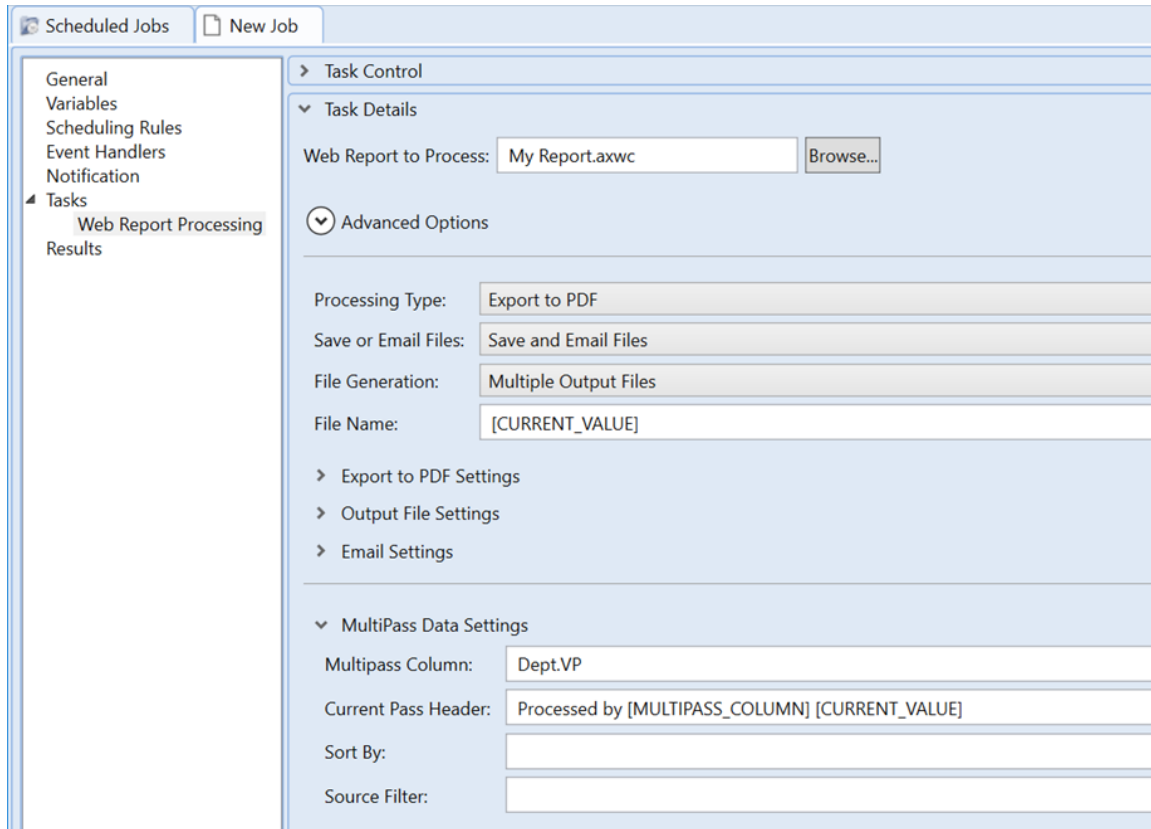 Scheduled Jobs
New Job
General
Variables
Scheduling Rules
Event Handlers
Notification
Tasks
Web Report Processing
Results
Task Control
Task Details
Web Report to Process: My Report.axwc Browse...
Advanced Options
Processing Type: Export to PDF
Save or Email Files: Save and Email Files
File Generation: Multiple Output Files
File Name: [CURRENT_VALUE]
Export to PDF Settings
Output File Settings
Email Settings
MultiPass Data Settings
Multipass Column: Dept.VP
Current Pass Header: Processed by [MULTIPASS_COLUMN] [CURRENT_VALUE]
Sort By:
Source Filter: